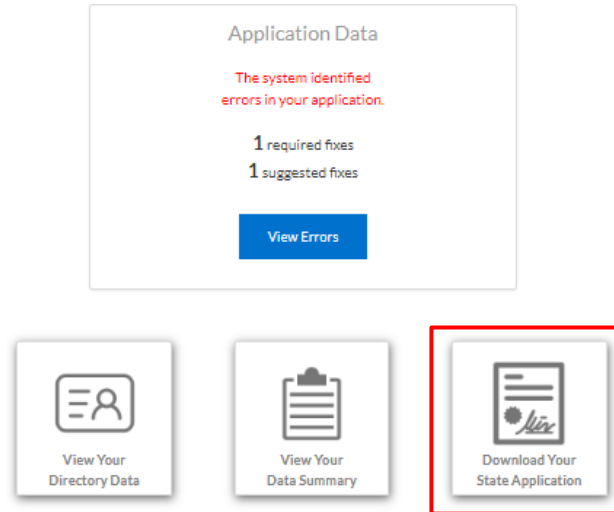 Application Data
The system identified
errors in your application.
1 required fixes
1 suggested fixes
View Errors
View Your
Directory Data
View Your
Data Summary
Download Your
State Application